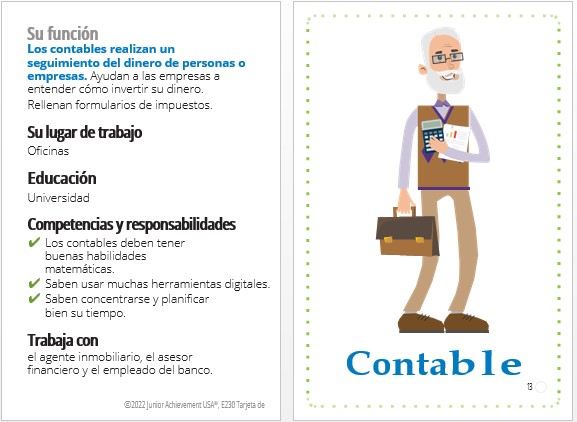 Su función
Los contables realizan un
seguimiento del dinero de personas o
empresas. Ayudan a las empresas a
entender cómo invertir su dinero.
Rellenan formularios de impuestos.
Su lugar de trabajo
Oficinas
Educación
Universidad
Competencias y responsabilidades
✔ Los contables deben tener
buenas habilidades
matemáticas.
✔ Saben usar muchas herramientas digitales.
✔ Saben concentrarse y planificar
bien su tiempo.
Trabaja con
el agente inmobiliario, el asesor
financiero y el empleado del banco.
©2022 Junior Achievement USA®, E230 Tarjeta de
Contable
13